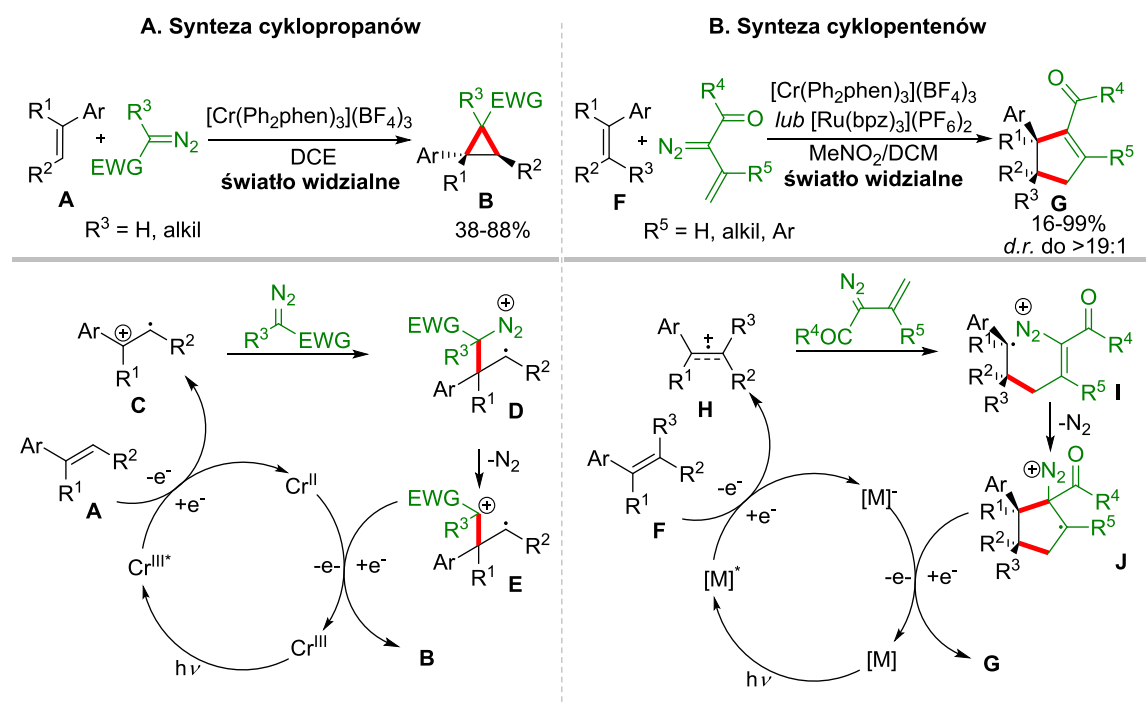 A. Synteza cyklopropanów
R¹ Ar
R²
A
+
R³
N₂
EWG
[Cr(Ph₂phen)₃](BF₄)₃
DCE
światło widzialne
R³ EWG
Ar
R¹
R²
B
R³ = H, alkil
38-88%
B. Synteza cyklopentenów
R¹ Ar
R² R³
F
+
R⁴
O
N₂
R⁵
[Cr(Ph₂phen)₃](BF₄)₃
lub [Ru(bpz)₃](PF₆)₂
MeNO₂/DCM
światło widzialne
O
R⁴
Ar
R¹
R²
R³
R⁵
G
R⁵ = H, alkil, Ar
16-99%
d.r. do >19:1
Ar
⊕
R²
R¹
C
N₂
R³ EWG
⊕
EWG N₂
R³
R²
Ar R¹
D
-N₂
EWG ⊕
R³
R²
Ar R¹
E
Ar
R²
R¹
A
-e⁻
+e⁻
Crᴵᴵ
Crᴵᴵᴵ*
-e-
+e⁻
Crᴵᴵᴵ
hν
B
Ar R³
+
R¹ R²
H
N₂
R⁴OC
R⁵
⊕
N₂
O
R⁴
Ar
R¹
R²
R³
R⁵
I
-N₂
⊕
N₂ O
R⁴
Ar
R¹
R²
R³
R⁵
J
R³
Ar
R²
R¹
F
-e⁻
+e⁻
[M]⁻
[M]*
-e-
+e⁻
[M]
hν
G